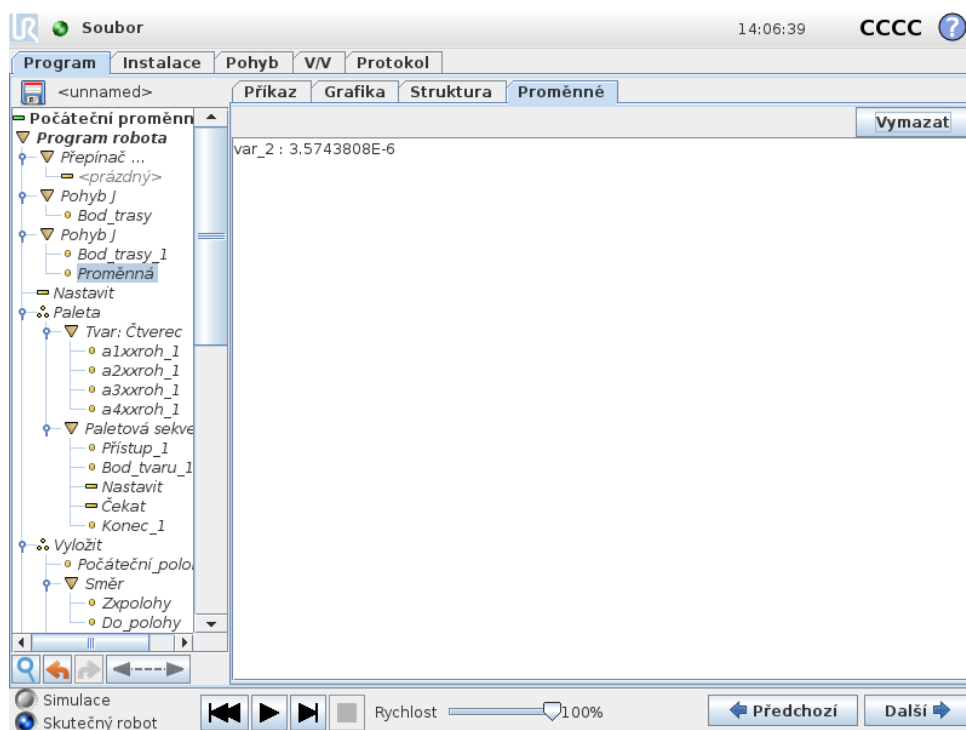 UR Soubor 14:06:39 CCCC ?
Program Instalace Pohyb V/V Protokol
<unnamed> Příkaz Grafika Struktura Proměnné
Počáteční proměnn
Vymazat
Program robota
var_2 : 3.5743808E-6
Přepínač ...
<prázdný>
Pohyb J
Bod_trasy
Pohyb J
Bod_trasy_1
Proměnná
Nastavit
Paleta
Tvar: Čtverec
a1xxroh_1
a2xxroh_1
a3xxroh_1
a4xxroh_1
Paletová sekve
Přístup_1
Bod_tvaru_1
Nastavit
Čekat
Konec_1
Vyložit
Počáteční_polo
Směr
Zxpolohy
Do_polohy
Simulace
Skutečný robot
Rychlost 100% Předchozí Další